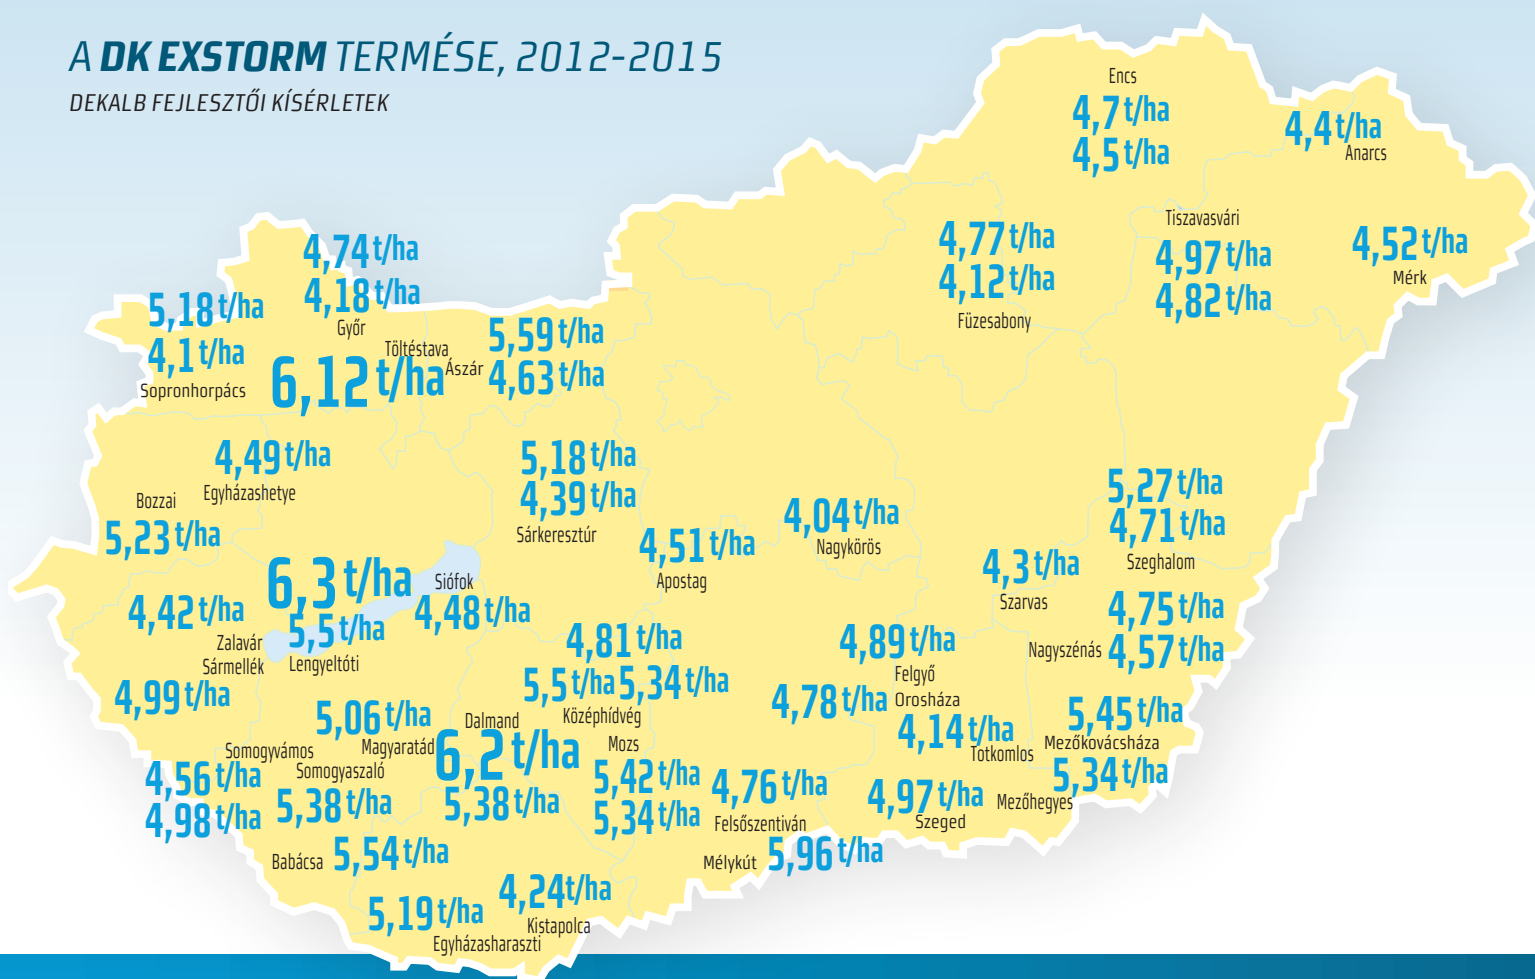 A DK EXSTORM TERMÉSE, 2012-2015
DEKALB FEJLESZTŐI KÍSÉRLETEK
Encs
4,7 t/ha
4,5 t/ha
4,4 t/ha
Anarcs
Tiszavasvári
4,97 t/ha
4,82 t/ha
4,52 t/ha
Mérk
4,77 t/ha
4,12 t/ha
Füzesabony
4,74 t/ha
4,18 t/ha
Győr
5,18 t/ha
4,1 t/ha
Sopronhorpács
Töltéstava
6,12 t/ha
Ászár
5,59 t/ha
4,63 t/ha
4,49 t/ha
Egyházashetye
Bozzai
5,23 t/ha
5,18 t/ha
4,39 t/ha
Sárkeresztúr
4,51 t/ha
Apostag
4,04 t/ha
Nagykörös
5,27 t/ha
4,71 t/ha
Szeghalom
4,3 t/ha
Szarvas
4,75 t/ha
Nagyszénás
4,57 t/ha
6,3 t/ha
5,5 t/ha
Lengyeltóti
Siófok
4,48 t/ha
4,42 t/ha
Zalavár
Sármellék
4,99 t/ha
4,81 t/ha
5,5 t/ha
5,34 t/ha
Középhídvég
4,89 t/ha
Felgyő
4,78 t/ha
Orosháza
4,14 t/ha
Totkomlos
5,45 t/ha
Mezőkovácsháza
5,34 t/ha
Mezőhegyes
5,06 t/ha
Magyaratád
Dalmand
6,2 t/ha
5,38 t/ha
Mozs
5,42 t/ha
5,34 t/ha
Somogyvámos
4,56 t/ha
4,98 t/ha
Somogyaszaló
5,38 t/ha
4,76 t/ha
Felsőszentiván
4,97 t/ha
Szeged
Mélykút
5,96 t/ha
Babácsa
5,54 t/ha
4,24t/ha
Kistapolca
5,19 t/ha
Egyházasharaszti